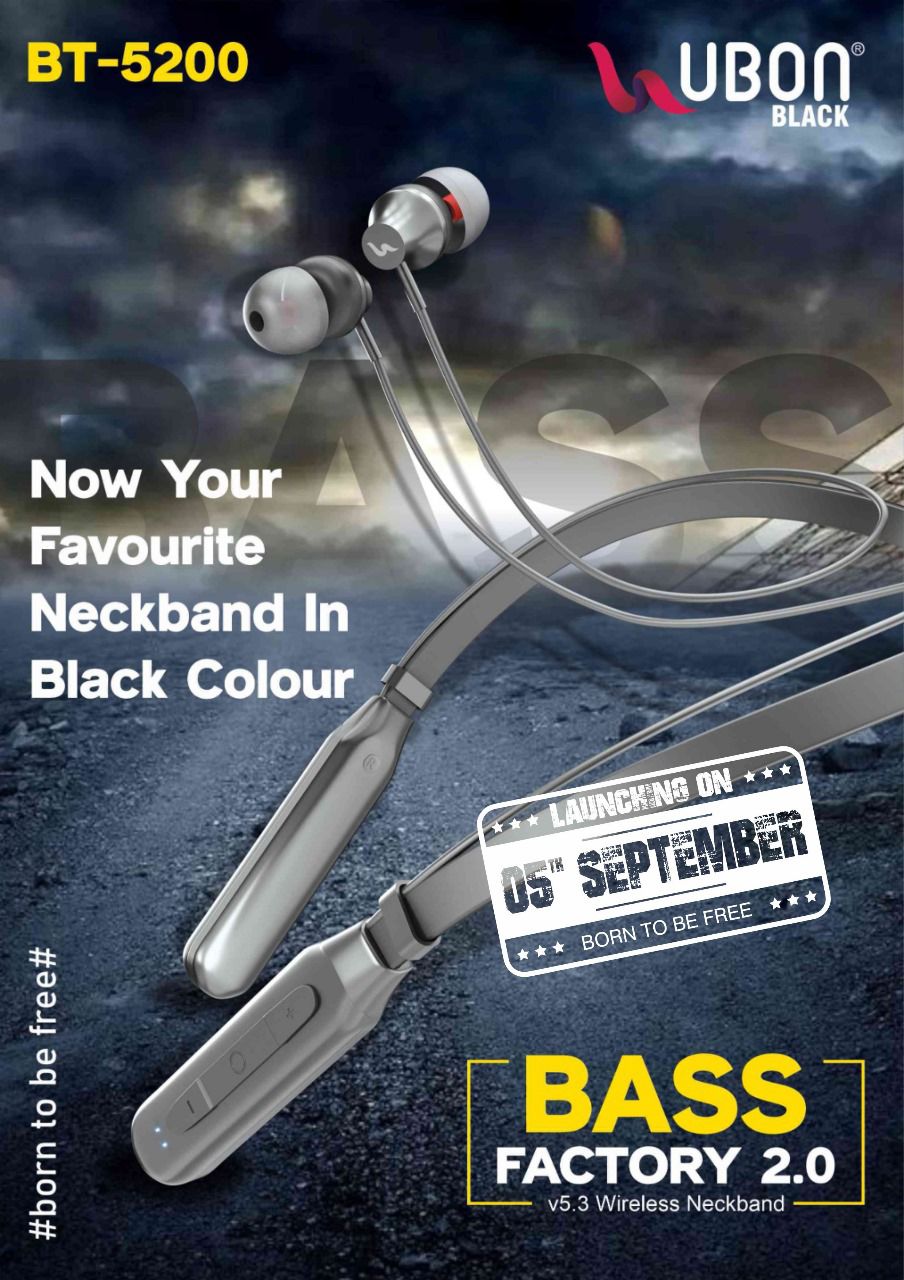 BT-5200
UBON®
BLACK
BASS
Now Your
Favourite
Neckband In
Black Colour
®
LAUNCHING ON
05TH SEPTEMBER
BORN TO BE FREE
#born to be free#
BASS
FACTORY 2.0
v5.3 Wireless Neckband